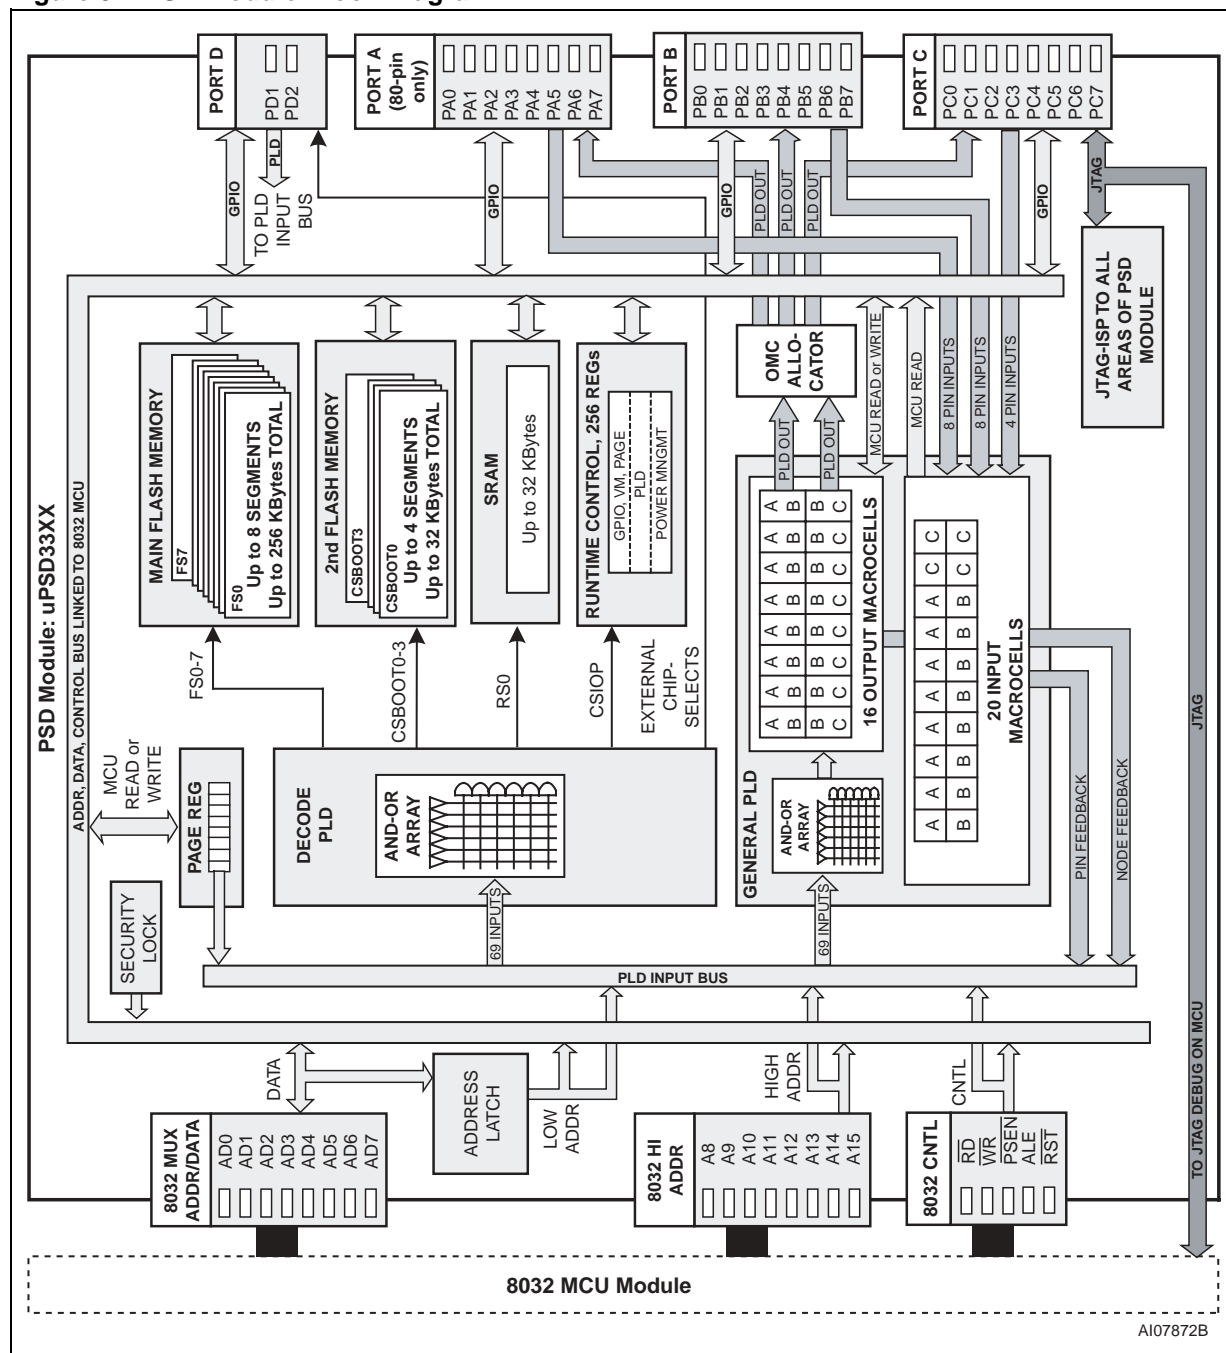 PSD Module: uPSD33XX
ADDR, DATA, CONTROL BUS LINKED TO 8032 MCU
PORT D
PD1
PD2
PORT A
(80-pin
only)
PA0
PA1
PA2
PA3
PA4
PA5
PA6
PA7
PORT B
PB0
PB1
PB2
PB3
PB4
PB5
PB6
PB7
PORT C
PC0
PC1
PC2
PC3
PC4
PC5
PC6
PC7
GPIO
PLD
TO PLD
INPUT
BUS
GPIO
GPIO
PLD OUT
PLD OUT
PLD OUT
GPIO
JTAG
JTAG-ISP TO ALL
AREAS OF PSD
MODULE
MAIN FLASH MEMORY
FS7
FS0
Up to 8 SEGMENTS
Up to 256 KBytes TOTAL
2nd FLASH MEMORY
CSBOOT3
CSBOOT0
Up to 4 SEGMENTS
Up to 32 KBytes TOTAL
SRAM
Up to 32 KBytes
RUNTIME CONTROL, 256 REGs
GPIO, VM, PAGE
PLD
POWER MNGMT
OMC
ALLO-
CATOR
PLD OUT
PLD OUT
MCU READ or WRITE
MCU READ
8 PIN INPUTS
8 PIN INPUTS
4 PIN INPUTS
FS0-7
CSBOOT0-3
RS0
CSIOP
EXTERNAL
CHIP-
SELECTS
MCU
READ or
WRITE
PAGE REG
SECURITY
LOCK
DECODE
PLD
AND-OR
ARRAY
69 INPUTS
GENERAL PLD
AND-OR
ARRAY
69 INPUTS
A A A A A A A A
B B B B B B B B
B B B B B B B B
C C C C C C C C
16 OUTPUT MACROCELLS
A A A A A A A A C C
B B B B B B B B C C
20 INPUT
MACROCELLS
PIN FEEDBACK
NODE FEEDBACK
JTAG
TO JTAG DEBUG ON MCU
PLD INPUT BUS
DATA
ADDRESS
LATCH
LOW
ADDR
HIGH
ADDR
CNTL
8032 MUX
ADDR/DATA
AD0
AD1
AD2
AD3
AD4
AD5
AD6
AD7
8032 HI
ADDR
A8
A9
A10
A11
A12
A13
A14
A15
8032 CNTL
RD
WR
PSEN
ALE
RST
8032 MCU Module
AI07872B